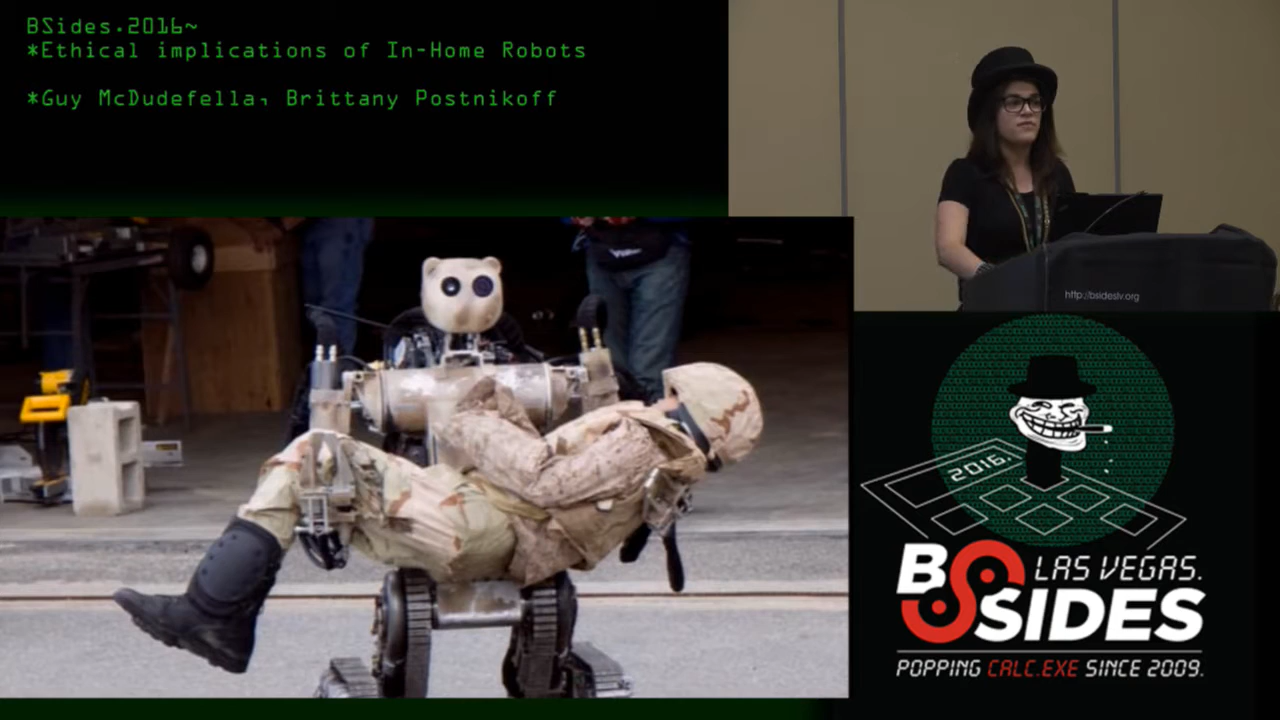 BSides.2016~
*Ethical implications of In-Home Robots
*Guy McDudefella, Brittany Postnikoff
http://bsideslv.org
2016.
LAS VEGAS.
BSIDES
POPPING CALC.EXE SINCE 2009.